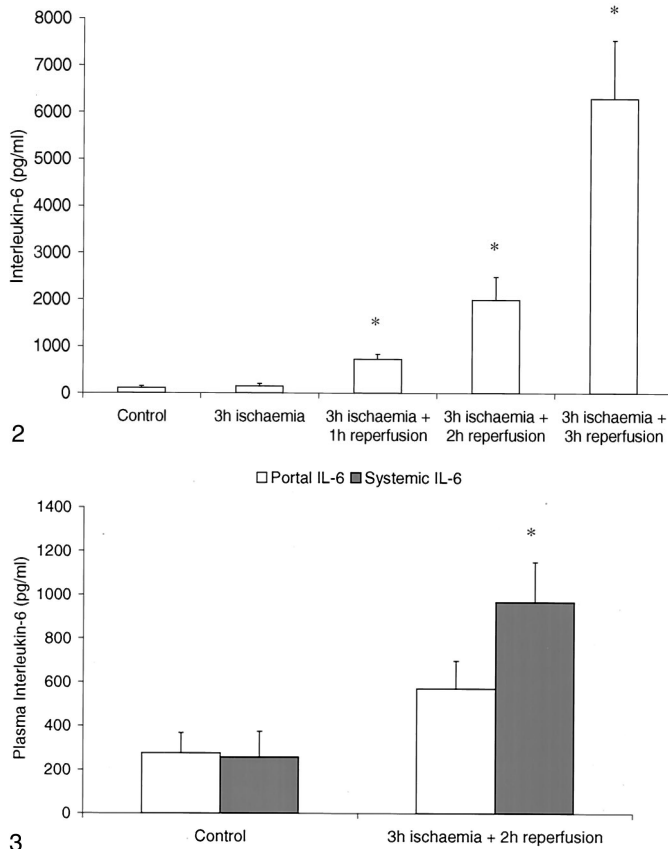 8000
7000
6000
5000
4000
3000
2000
1000
0
Interleukin-6 (pg/ml)
*
*
*
Control
3h ischaemia
3h ischaemia +
1h reperfusion
3h ischaemia +
2h reperfusion
3h ischaemia +
3h reperfusion
2
Portal IL-6
Systemic IL-6
1400
1200
1000
800
600
400
200
0
Plasma Interleukin-6 (pg/ml)
*
Control
3h ischaemia + 2h reperfusion
3